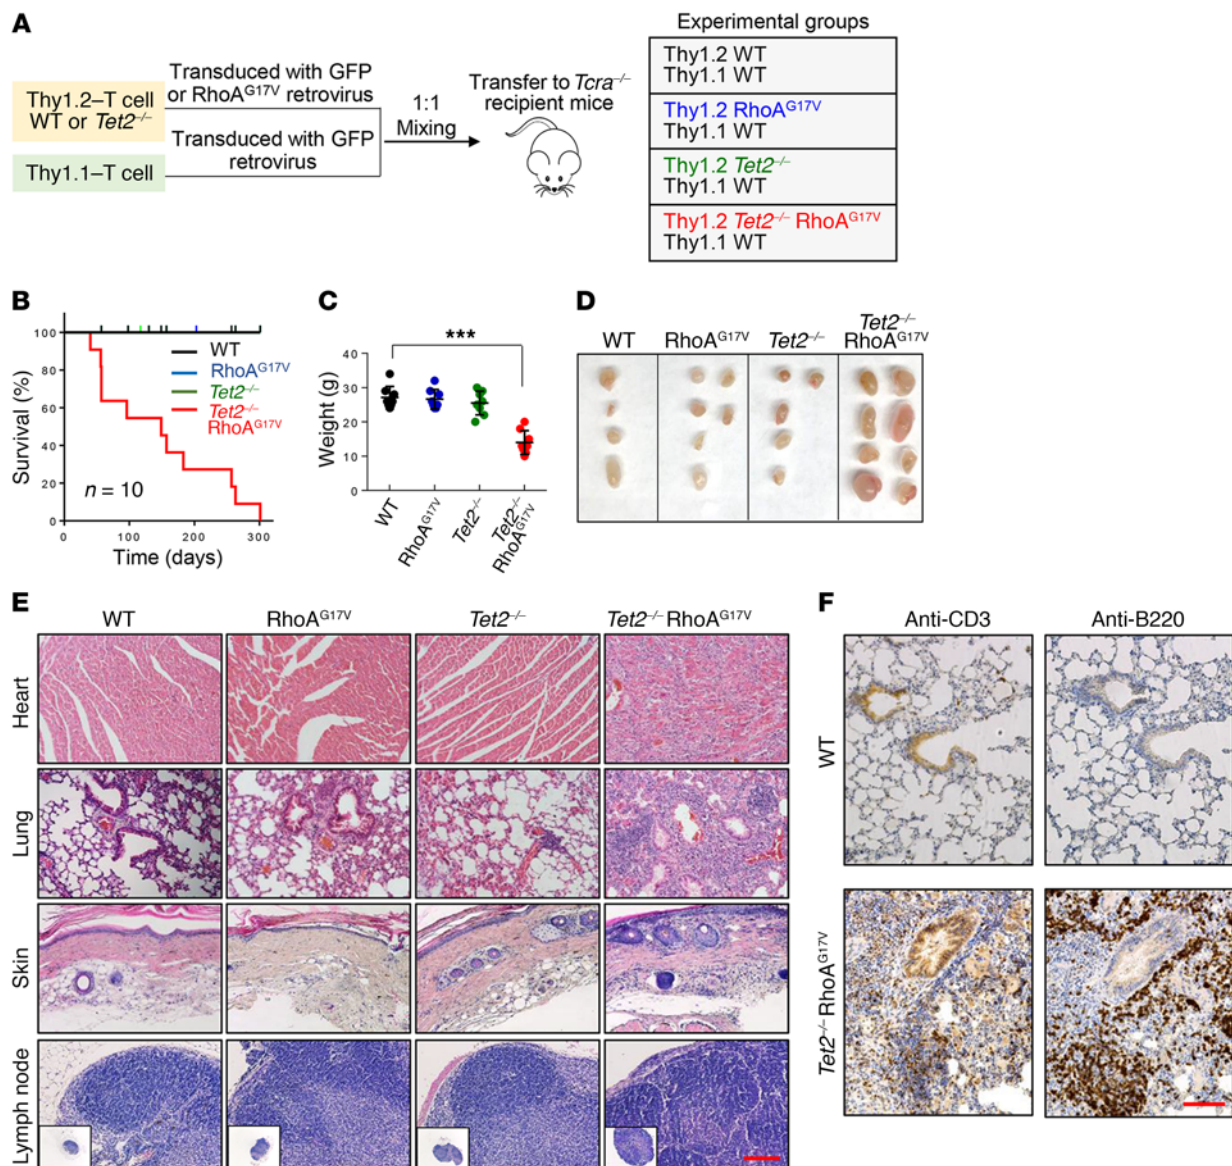 A
Experimental groups
Thy1.2–T cell
WT or Tet2–/–
Thy1.1–T cell
Transduced with GFP
or RhoAG17V retrovirus
Transduced with GFP
retrovirus
1:1
Mixing
Transfer to Tcra–/–
recipient mice
Thy1.2 WT
Thy1.1 WT
Thy1.2 RhoAG17V
Thy1.1 WT
Thy1.2 Tet2–/–
Thy1.1 WT
Thy1.2 Tet2–/– RhoAG17V
Thy1.1 WT
B
Survival (%)
100
80
60
40
20
0
WT
RhoAG17V
Tet2–/–
Tet2–/–
RhoAG17V
n = 10
0 100 200 300
Time (days)
C
***
Weight (g)
40
30
20
10
0
WT
RhoAG17V
Tet2–/–
Tet2–/–
RhoAG17V
D
WT
RhoAG17V
Tet2–/–
Tet2–/–
RhoAG17V
E
WT
RhoAG17V
Tet2–/–
Tet2–/– RhoAG17V
Heart
Lung
Skin
Lymph node
F
Anti-CD3
Anti-B220
WT
Tet2–/– RhoAG17V